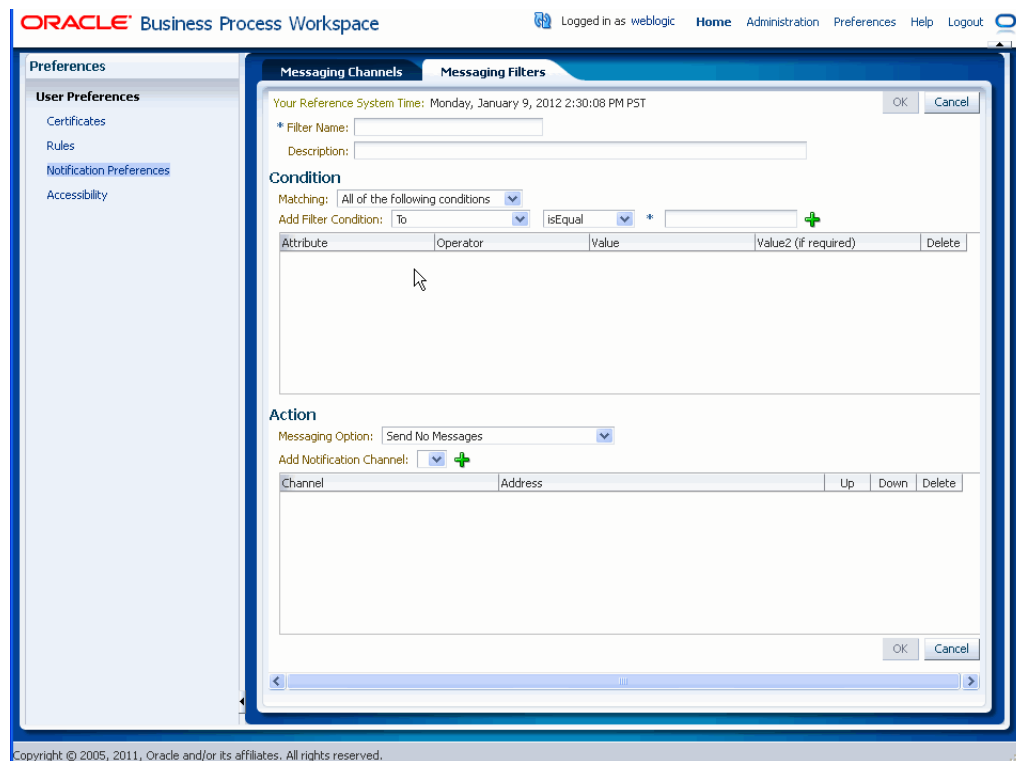 ORACLE Business Process Workspace Logged in as weblogic Home Administration Preferences Help Logout
Preferences
User Preferences
Certificates
Rules
Notification Preferences
Accessibility
Messaging Channels Messaging Filters
Your Reference System Time: Monday, January 9, 2012 2:30:08 PM PST OK Cancel
* Filter Name:
Description:
Condition
Matching: All of the following conditions
Add Filter Condition: To isEqual *
Attribute Operator Value Value2 (if required) Delete
Action
Messaging Option: Send No Messages
Add Notification Channel:
Channel Address Up Down Delete
OK Cancel
Copyright © 2005, 2011, Oracle and/or its affiliates. All rights reserved.